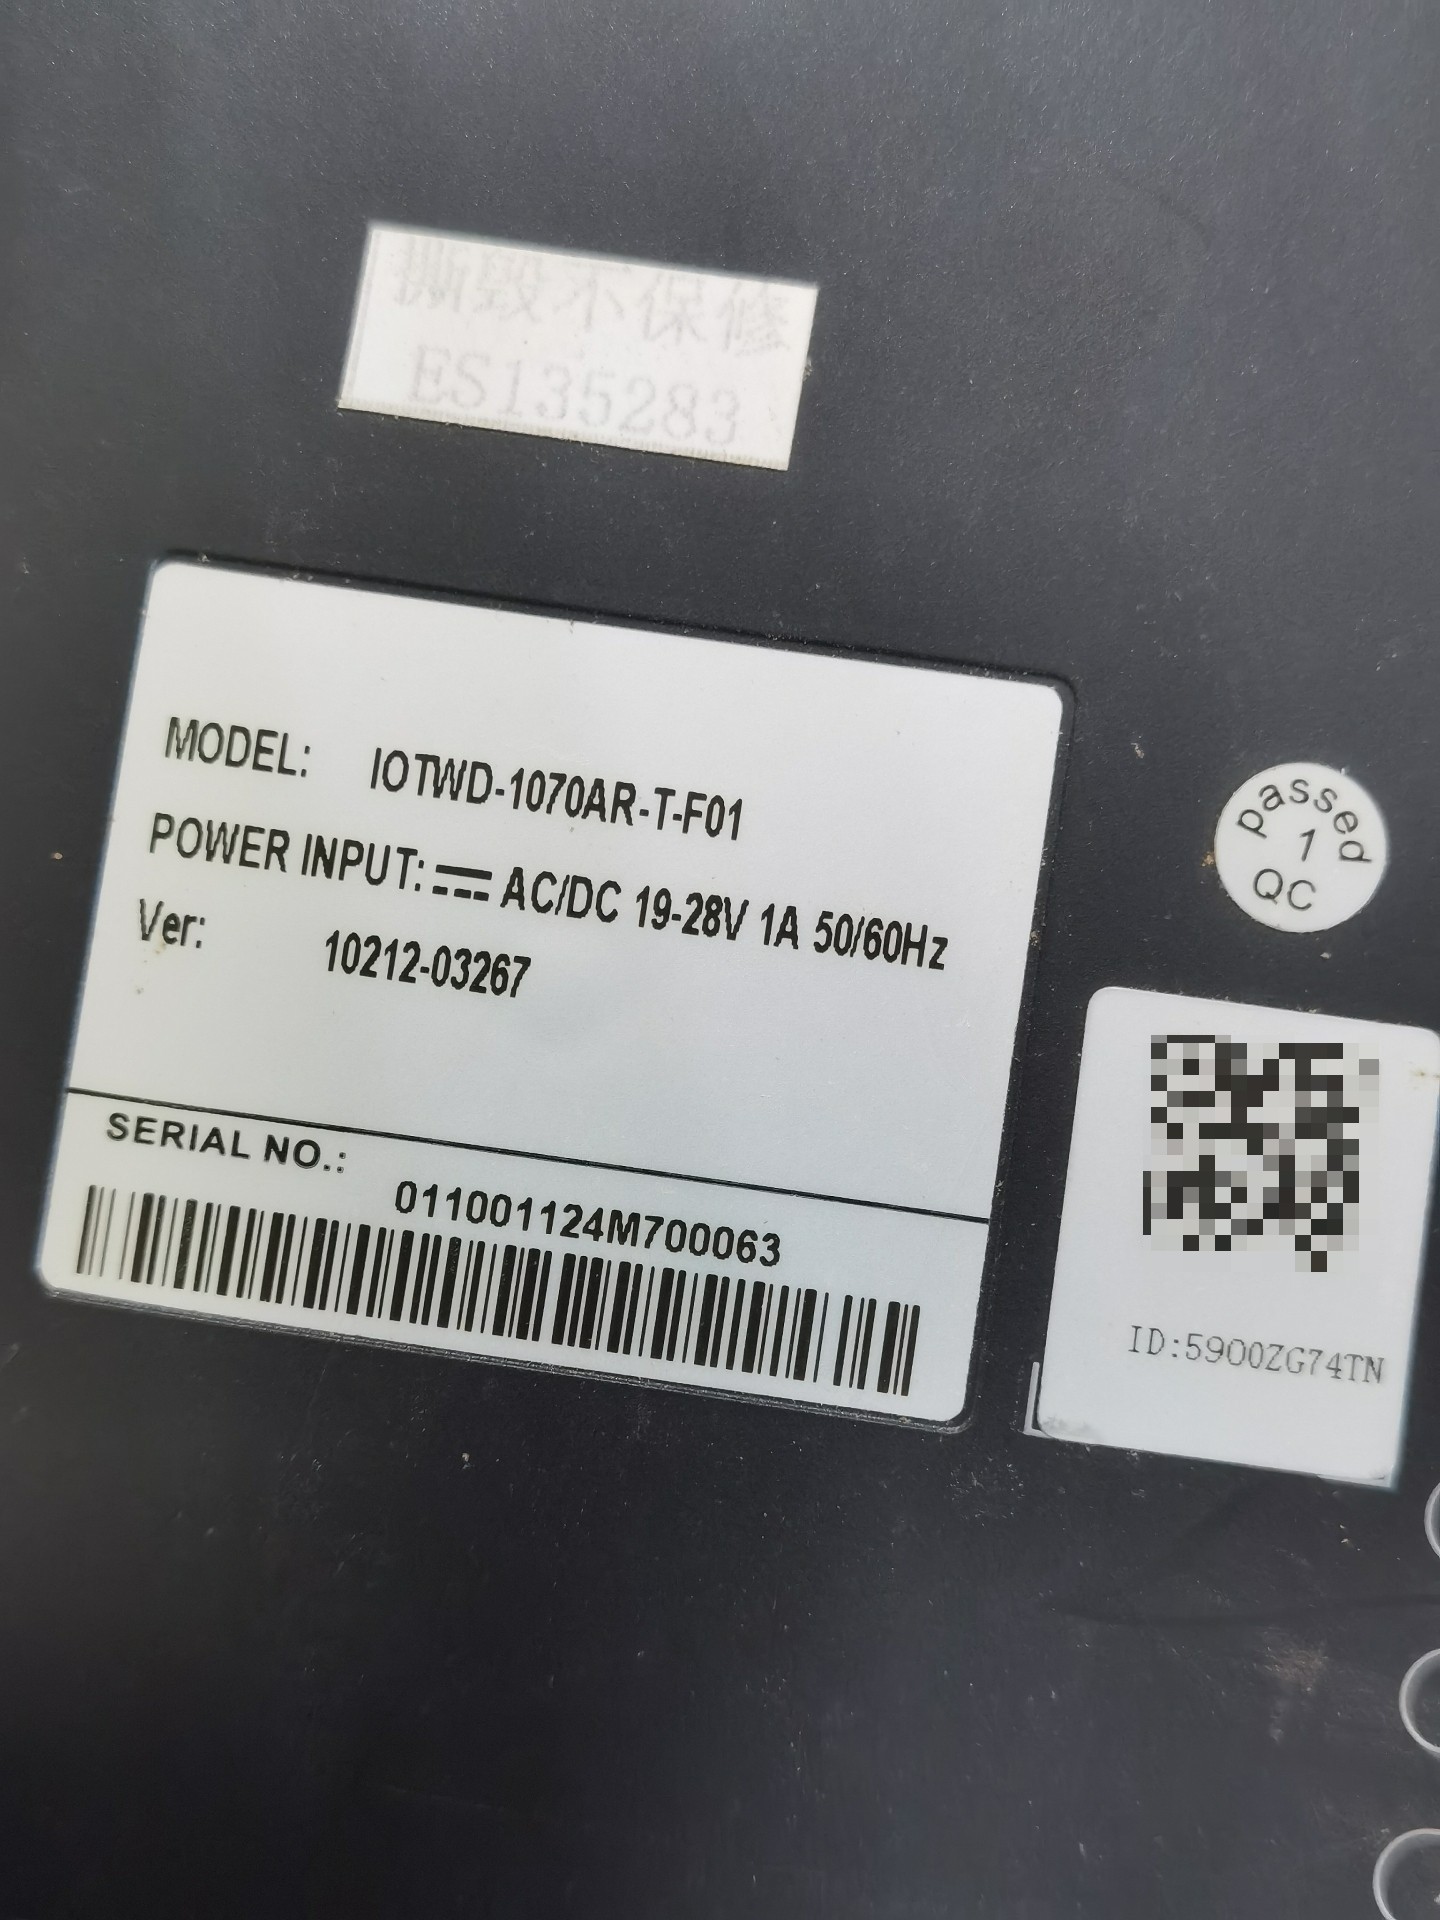 撕毁不保修
ES135283
MODEL: IOTWD-1070AR-T-F01
POWER INPUT: AC/DC 19-28V 1A 50/60Hz
Ver: 10212-03267
passed
1
QC
SERIAL NO.:
011001124M700063
ID:5900ZG74TN